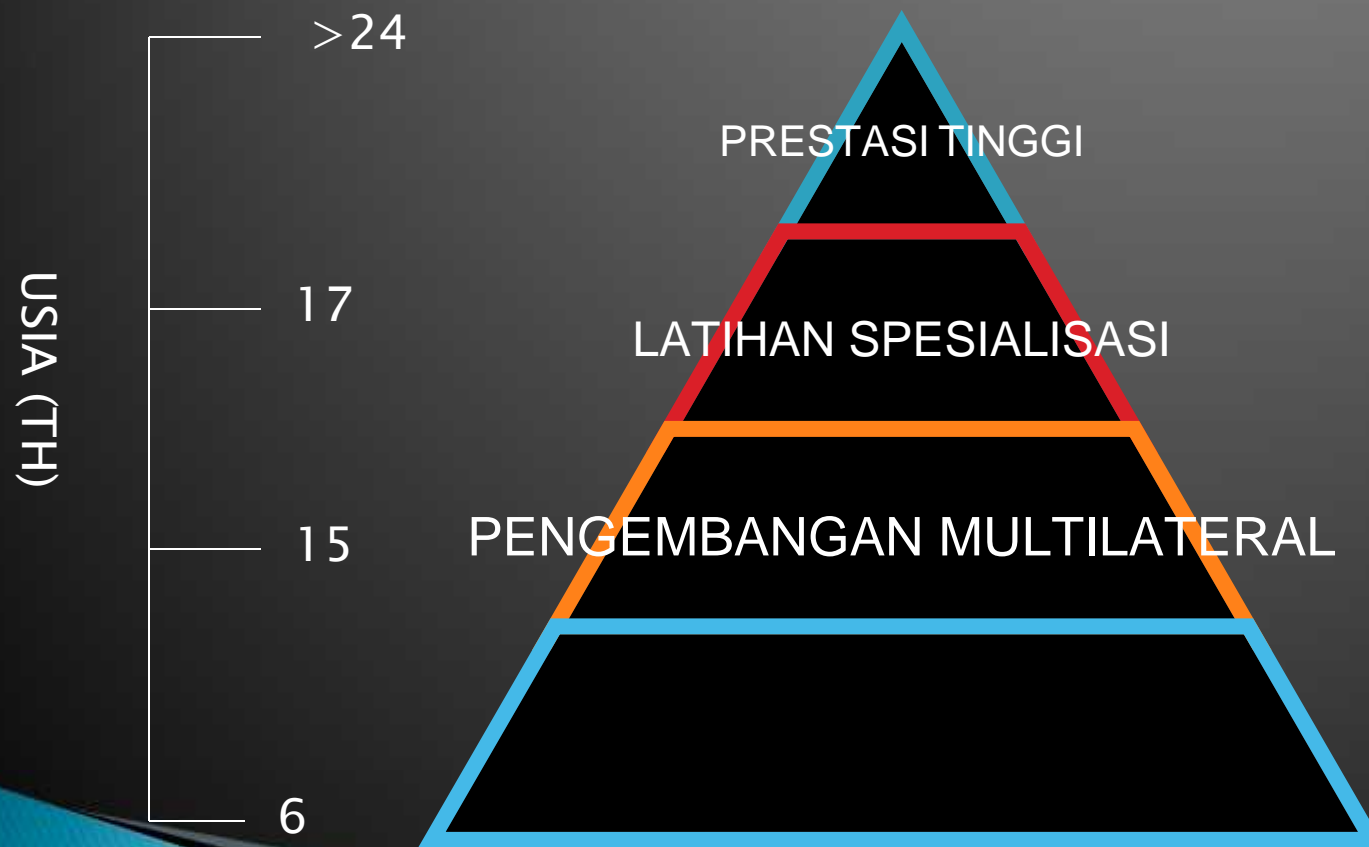 >24
PRESTASI TINGGI
17
LATIHAN SPESIALISASI
USIA (TH)
15
PENGEMBANGAN MULTILATERAL
6